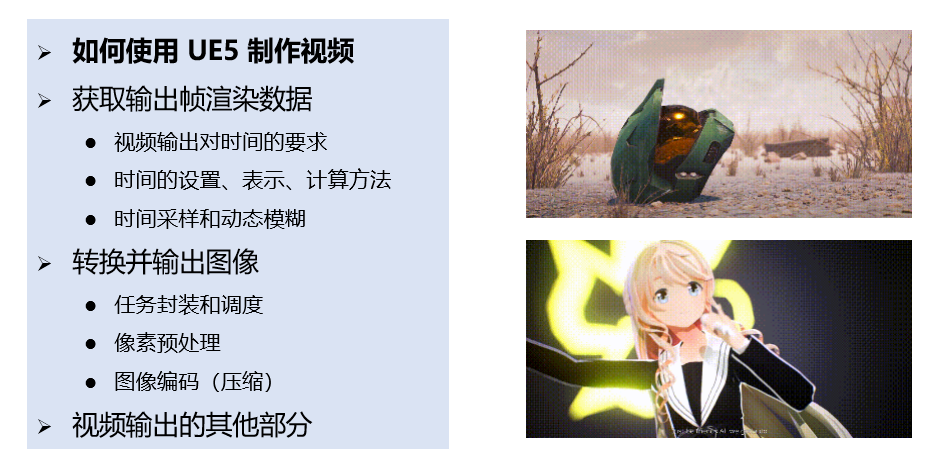 如何使用 UE5 制作视频
获取输出帧渲染数据
视频输出对时间的要求
时间的设置、表示、计算方法
时间采样和动态模糊
转换并输出图像
任务封装和调度
像素预处理
图像编码（压缩）
视频输出的其他部分